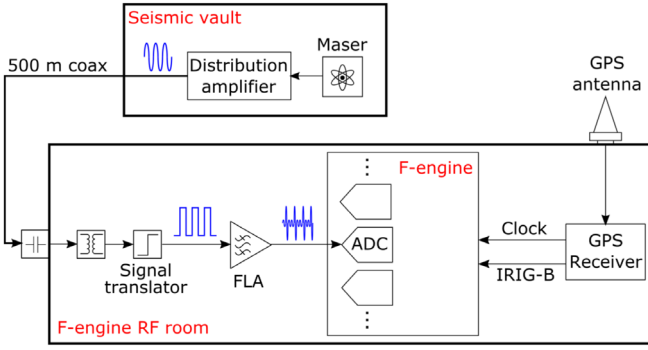 Seismic vault
Maser
Distribution
amplifier
500 m coax
GPS
antenna
F-engine
Clock
ADC
GPS
Receiver
IRIG-B
Signal
translator
FLA
F-engine RF room